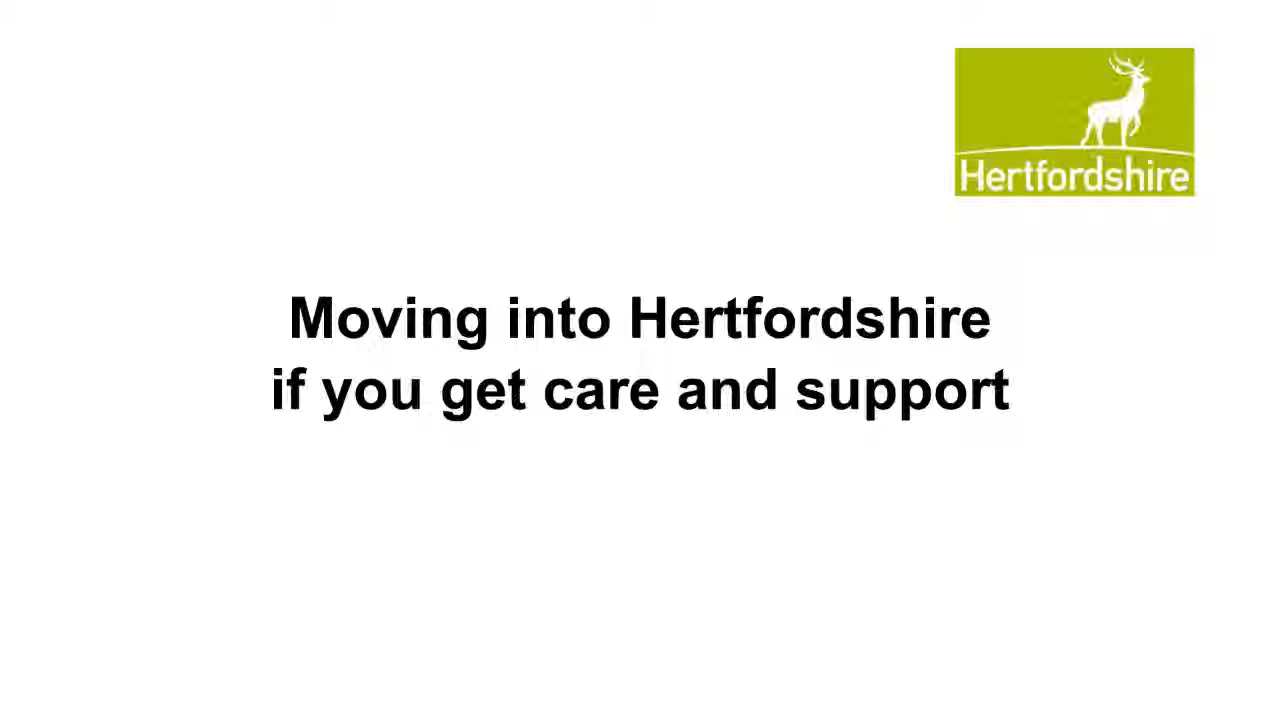 Hertfordshire
Moving into Hertfordshire
if you get care and support